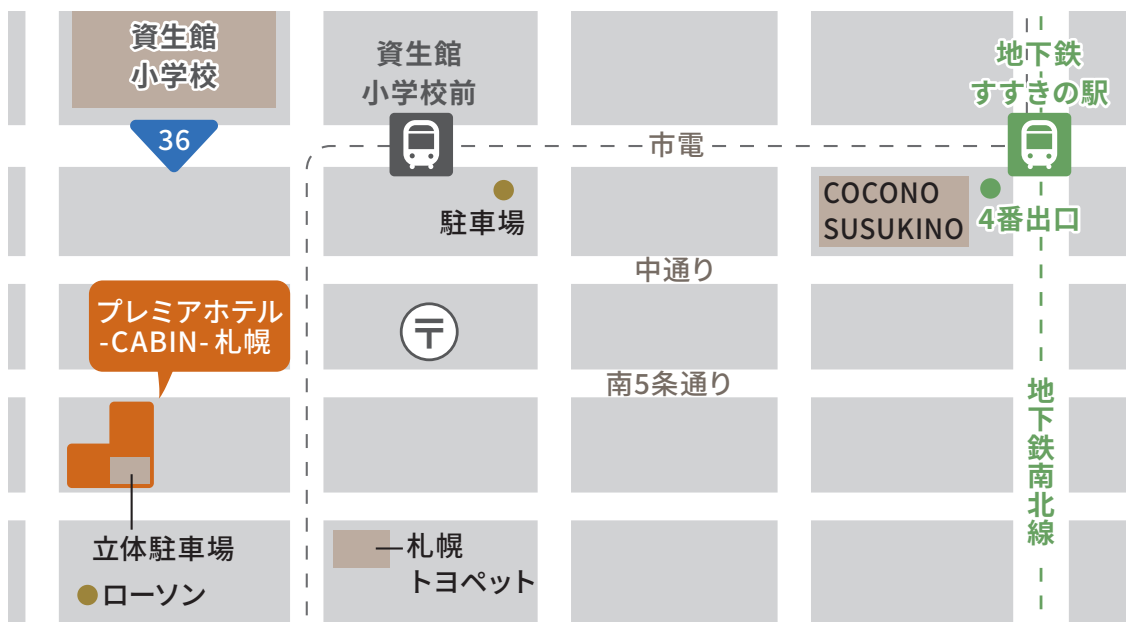 資生館
小学校
36
資生館
小学校前
市電
地下鉄
すすきの駅
駐車場
COCONO
SUSUKINO
4番出口
中通り
プレミアホテル
-CABIN- 札幌
〒
南5条通り
地下鉄南北線
立体駐車場
ローソン
札幌
トヨペット